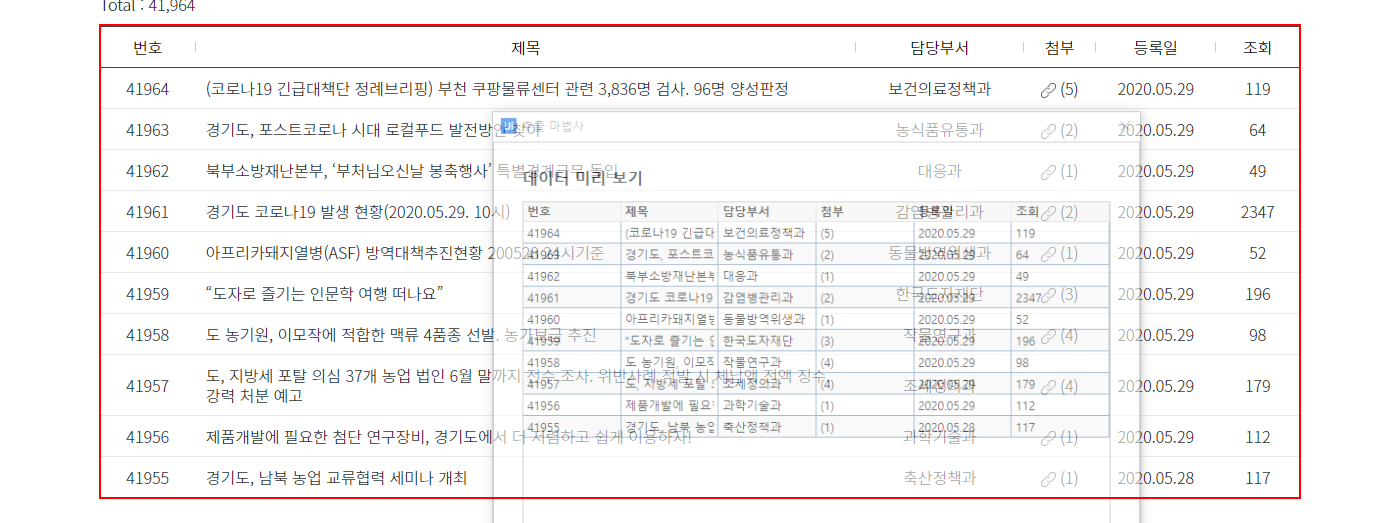 Total : 41,964
번호 제목 담당부서 첨부 등록일 조회
41964 (코로나19 긴급대책단 정례브리핑) 부천 쿠팡물류센터 관련 3,836명 검사. 96명 양성판정 보건의료정책과 (5) 2020.05.29 119
41963 경기도, 포스트코로나 시대 로컬푸드 발전방안 찾아 농식품유통과 (2) 2020.05.29 64
41962 북부소방재난본부, ‘부처님오신날 봉축행사’ 특별경계근무 돌입 대응과 (1) 2020.05.29 49
41961 경기도 코로나19 발생 현황(2020.05.29. 10시) 감염병관리과 (2) 2020.05.29 2347
41960 아프리카돼지열병(ASF) 방역대책추진현황 200528 24시기준 동물방역위생과 (1) 2020.05.29 52
41959 “도자로 즐기는 인문학 여행 떠나요” 한국도자재단 (3) 2020.05.29 196
41958 도 농기원, 이모작에 적합한 맥류 4품종 선발. 농가보급 추진 작물연구과 (4) 2020.05.29 98
41957 도, 지방세 포탈 의심 37개 농업 법인 6월 말까지 전수 조사. 위반사례 적발 시 체납액 전액 징수,
강력 처분 예고 조세정의과 (4) 2020.05.29 179
41956 제품개발에 필요한 첨단 연구장비, 경기도에서 더 저렴하고 쉽게 이용하자! 과학기술과 (1) 2020.05.29 112
41955 경기도, 남북 농업 교류협력 세미나 개최 축산정책과 (1) 2020.05.28 117
추출 마법사
데이터 미리 보기
번호 제목 담당부서 첨부 등록일 조회
41964 (코로나19 긴급대 보건의료정책과 (5) 2020.05.29 119
41963 경기도, 포스트코 농식품유통과 (2) 2020.05.29 64
41962 북부소방재난본부 대응과 (1) 2020.05.29 49
41961 경기도 코로나19 감염병관리과 (2) 2020.05.29 2347
41960 아프리카돼지열병 동물방역위생과 (1) 2020.05.29 52
41959 “도자로 즐기는 한국도자재단 (3) 2020.05.29 196
41958 도 농기원, 이모작 작물연구과 (4) 2020.05.29 98
41957 도, 지방세 포탈 조세정의과 (4) 2020.05.29 179
41956 제품개발에 필요 과학기술과 (1) 2020.05.29 112
41955 경기도, 남북 농업 축산정책과 (1) 2020.05.28 117